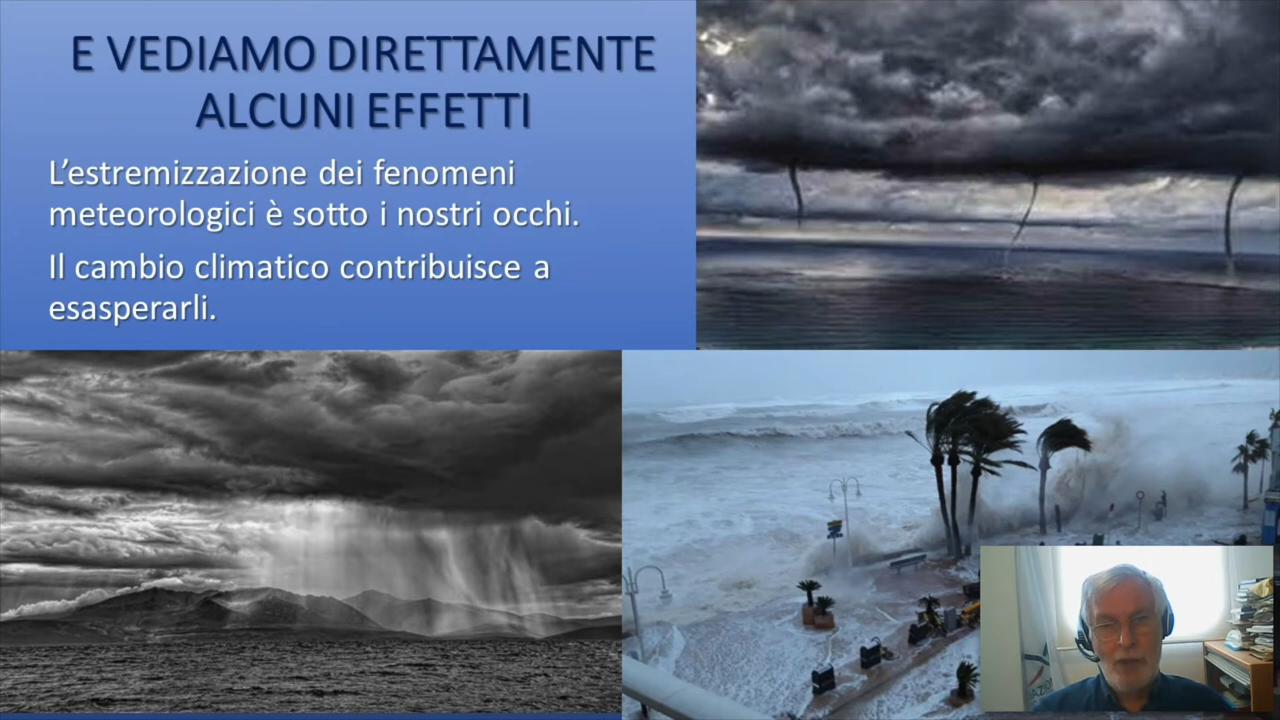 E VEDIAMO DIRETTAMENTE
ALCUNI EFFETTI
L’estremizzazione dei fenomeni
meteorologici è sotto i nostri occhi.
Il cambio climatico contribuisce a
esasperarli.